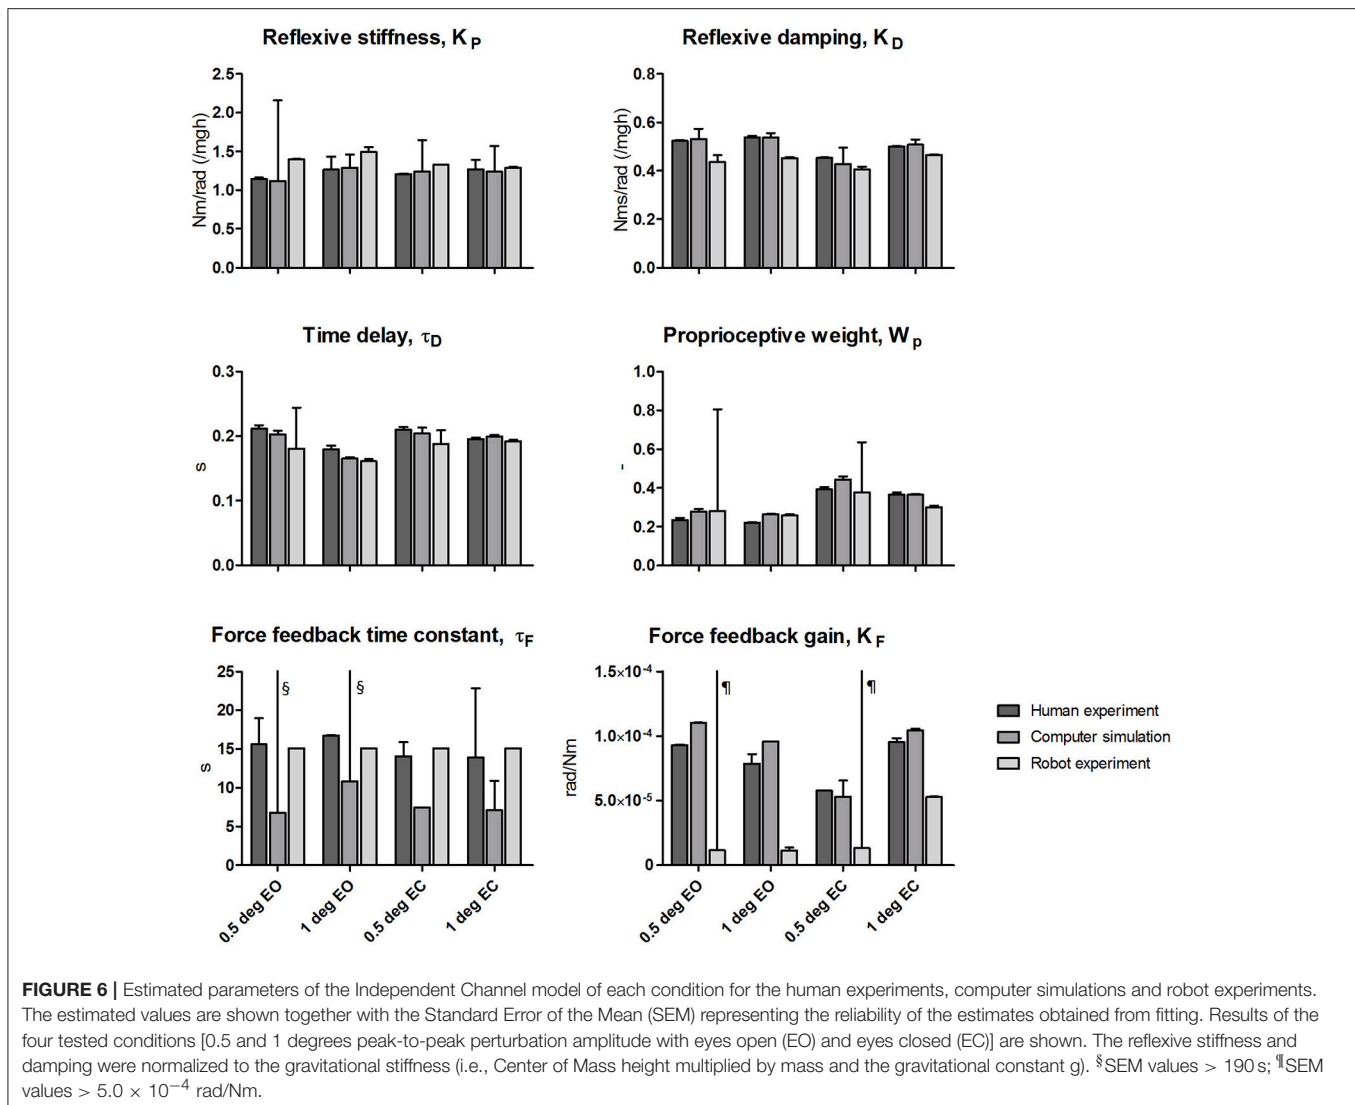 Reflexive stiffness, K P
Nm/rad (/mgh)
2.5
2.0
1.5
1.0
0.5
0.0
Reflexive damping, K D
Nms/rad (/mgh)
0.8
0.6
0.4
0.2
0.0
Time delay, τD
s
0.3
0.2
0.1
0.0
Proprioceptive weight, W p
-
1.0
0.8
0.6
0.4
0.2
0.0
Force feedback time constant, τF
s
25
20
15
10
5
0
§
§
0.5 deg EO
1 deg EO
0.5 deg EC
1 deg EC
Force feedback gain, K F
rad/Nm
1.5×10-4
1.0×10-4
5.0×10-5
0
¶
¶
0.5 deg EO
1 deg EO
0.5 deg EC
1 deg EC
Human experiment
Computer simulation
Robot experiment
FIGURE 6 | Estimated parameters of the Independent Channel model of each condition for the human experiments, computer simulations and robot experiments.
The estimated values are shown together with the Standard Error of the Mean (SEM) representing the reliability of the estimates obtained from fitting. Results of the
four tested conditions [0.5 and 1 degrees peak-to-peak perturbation amplitude with eyes open (EO) and eyes closed (EC)] are shown. The reflexive stiffness and
damping were normalized to the gravitational stiffness (i.e., Center of Mass height multiplied by mass and the gravitational constant g). §SEM values > 190 s; ¶SEM
values > 5.0 × 10−4 rad/Nm.